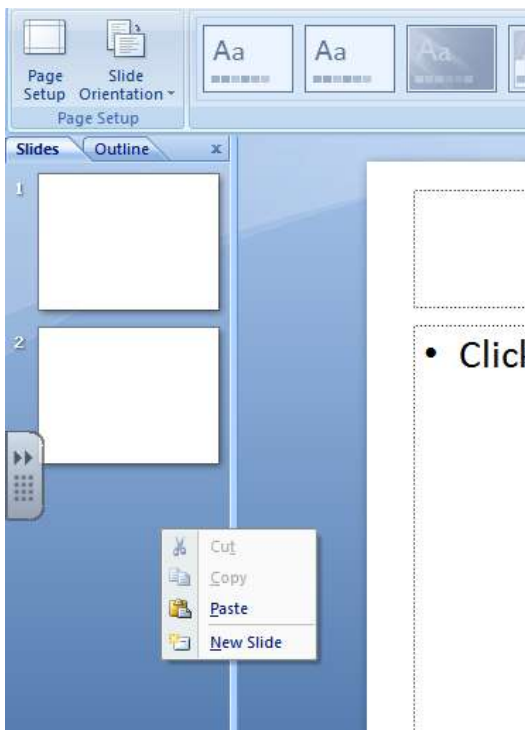 Page
Setup
Slide
Orientation
Page Setup
Aa
Aa
Aa
Slides
Outline
x
1
2
• Click
Cut
Copy
Paste
New Slide